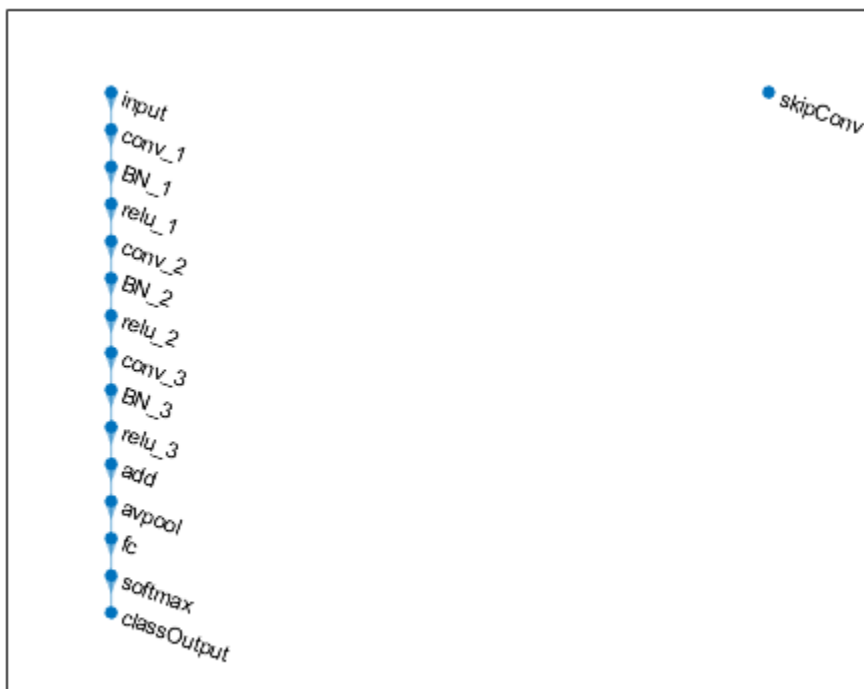 input
skipConv
conv_1
BN_1
relu_1
conv_2
BN_2
relu_2
conv_3
BN_3
relu_3
add
avpool
fc
softmax
classOutput